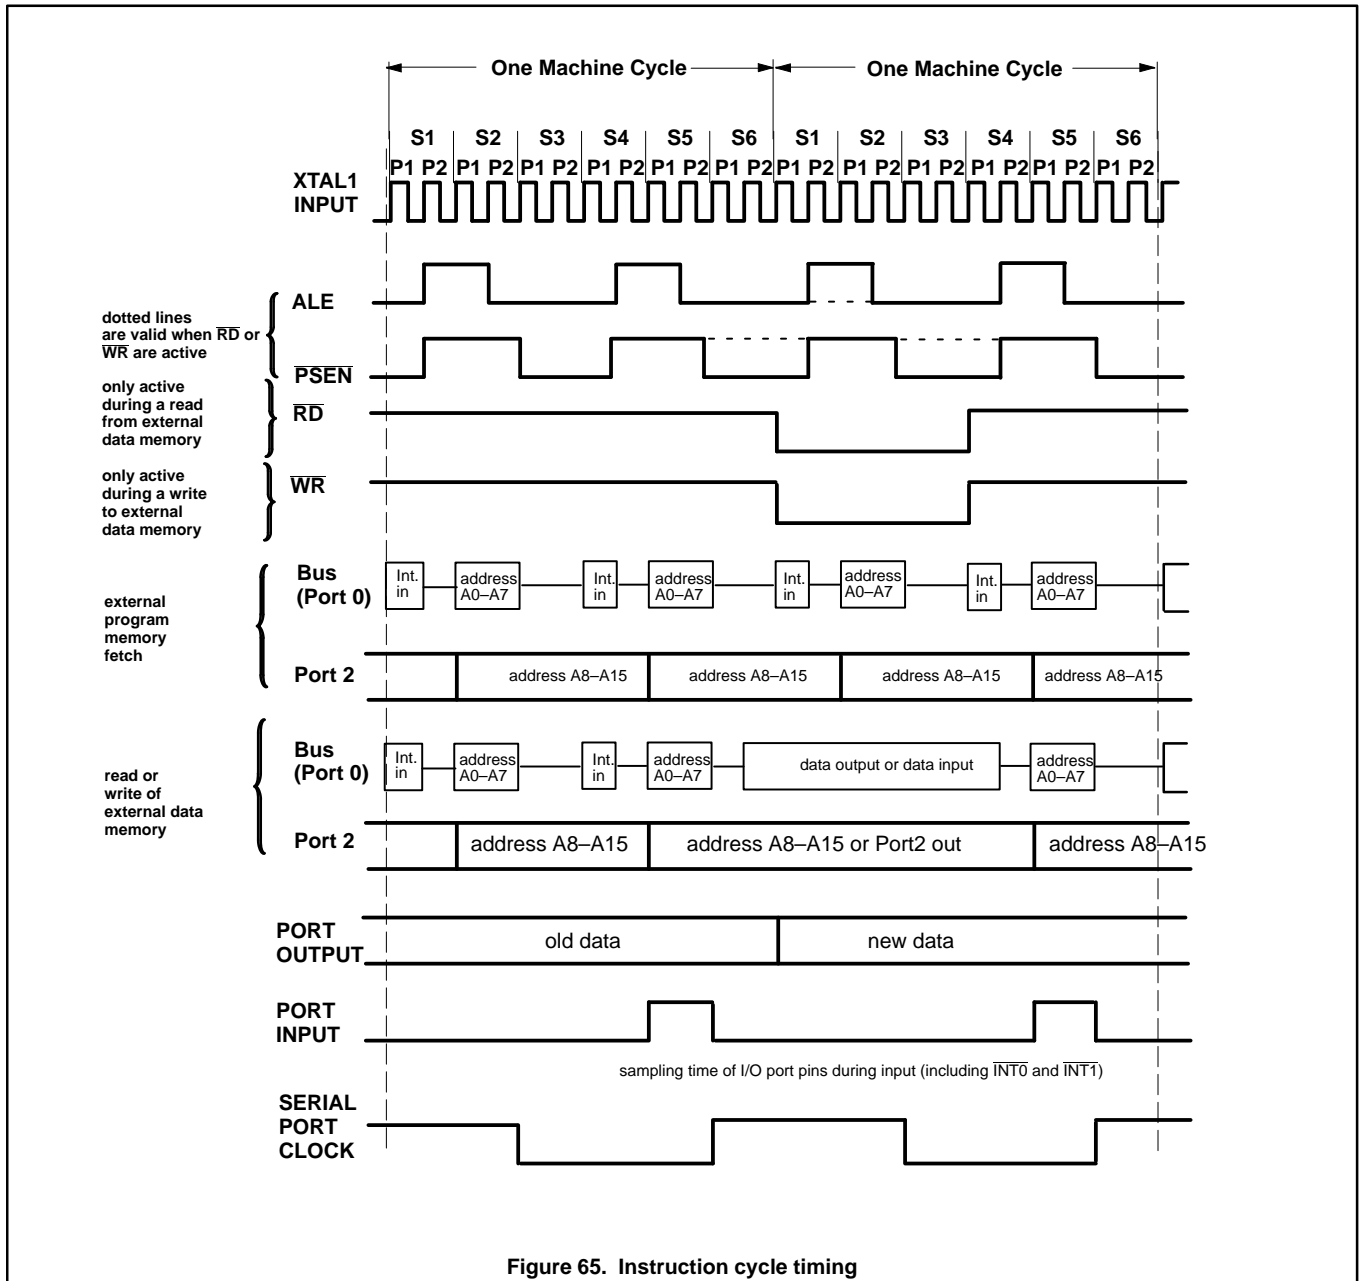 One Machine Cycle One Machine Cycle
S1 S2 S3 S4 S5 S6 S1 S2 S3 S4 S5 S6
P1 P2 P1 P2 P1 P2 P1 P2 P1 P2 P1 P2 P1 P2 P1 P2 P1 P2 P1 P2 P1 P2 P1 P2
XTAL1
INPUT
ALE
dotted lines
are valid when RD or
WR are active
PSEN
only active
during a read
from external
data memory
RD
only active
during a write
to external
data memory
WR
external
program
memory
fetch
Bus
(Port 0)
Int.
in
address
A0–A7
Int.
in
address
A0–A7
Int.
in
address
A0–A7
Int.
in
address
A0–A7
Port 2
address A8–A15 address A8–A15 address A8–A15 address A8–A15
read or
write of
external data
memory
Bus
(Port 0)
Int.
in
address
A0–A7
Int.
in
address
A0–A7
data output or data input
address
A0–A7
Port 2
address A8–A15 address A8–A15 or Port2 out address A8–A15
PORT
OUTPUT
old data new data
PORT
INPUT
sampling time of I/O port pins during input (including INT0 and INT1)
SERIAL
PORT
CLOCK
Figure 65. Instruction cycle timing